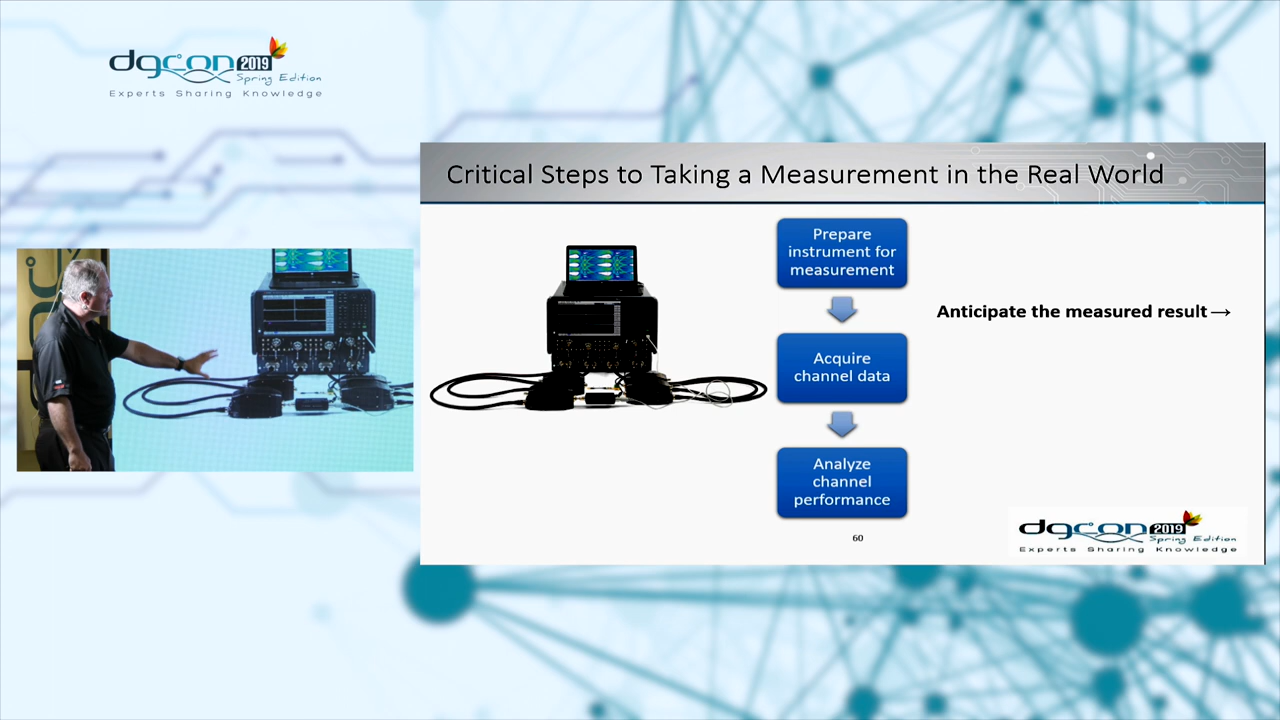 dgcon 2019
Spring Edition
Experts Sharing Knowledge
Critical Steps to Taking a Measurement in the Real World
Prepare
instrument for
measurement
Anticipate the measured result →
Acquire
channel data
Analyze
channel
performance
60
dgcon 2019
Spring Edition
Experts Sharing Knowledge